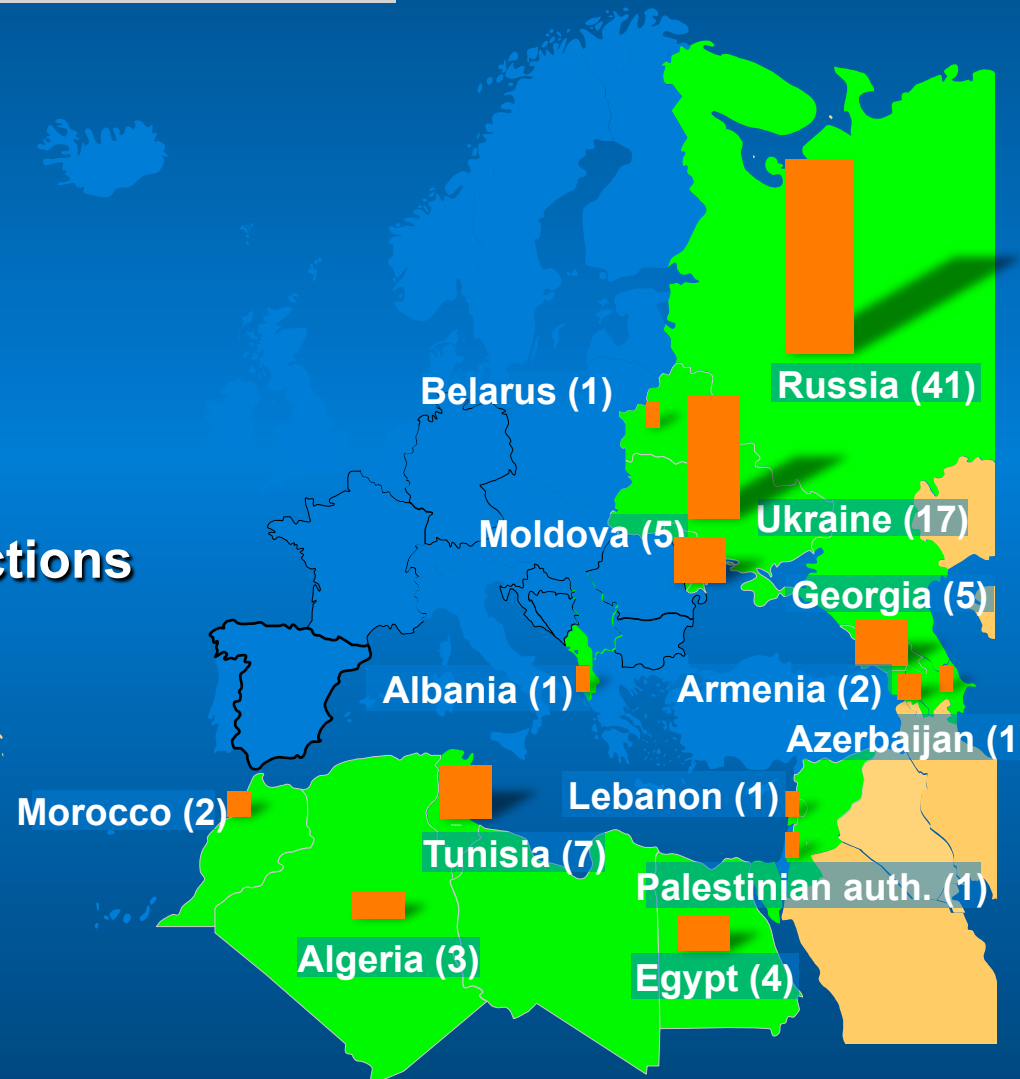 Belarus (1)
Russia (41)
Ukraine (17)
Moldova (5)
ctions
Georgia (5)
Albania (1)
Armenia (2)
Azerbaijan (1
Morocco (2)
Lebanon (1)
Tunisia (7)
Palestinian auth. (1)
Algeria (3)
Egypt (4)